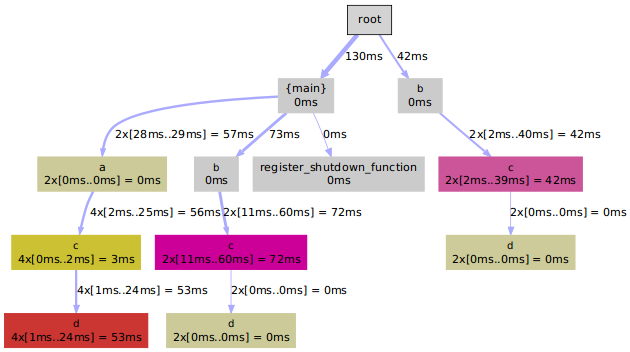 root
130ms
42ms
{main}
0ms
b
0ms
2x[28ms..29ms] = 57ms
73ms
0ms
2x[2ms..40ms] = 42ms
a
2x[0ms..0ms] = 0ms
b
0ms
register_shutdown_function
0ms
c
2x[2ms..39ms] = 42ms
4x[2ms..25ms] = 56ms
2x[11ms..60ms] = 72ms
2x[0ms..0ms] = 0ms
c
4x[0ms..2ms] = 3ms
c
2x[11ms..60ms] = 72ms
d
2x[0ms..0ms] = 0ms
4x[1ms..24ms] = 53ms
2x[0ms..0ms] = 0ms
d
4x[1ms..24ms] = 53ms
d
2x[0ms..0ms] = 0ms